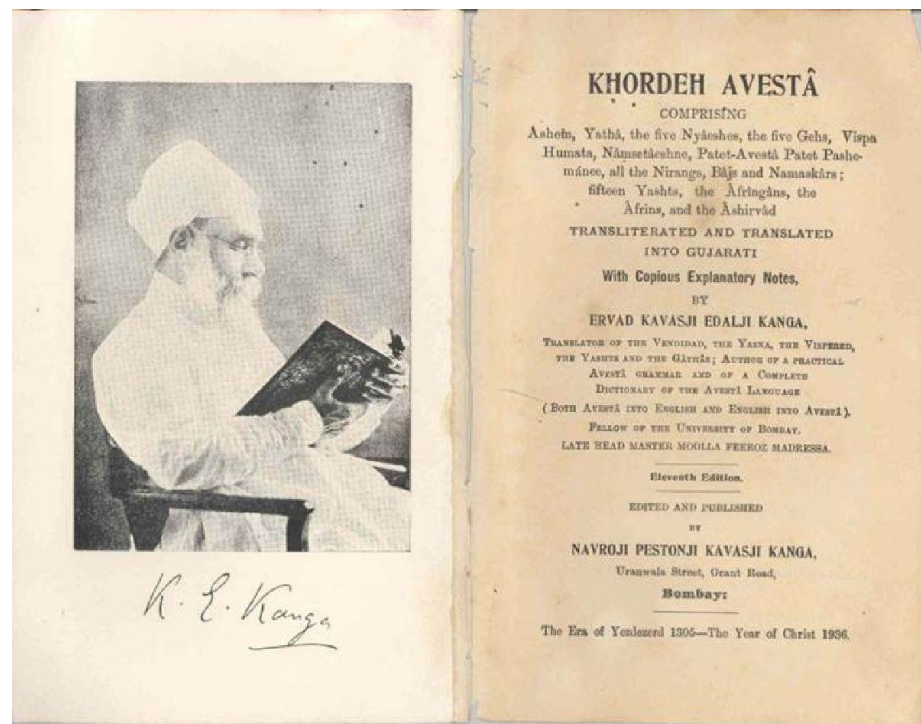 K. E. Kanga
KHORDEH AVESTÂ
COMPRISING
Ashem, Yathâ, the five Nyâeshes, the five Gehs, Vispa
Humata, Nâmsetâeshne, Patet-Avestâ Patet Pashe-
mânee, all the Nirangs, Bâjs and Namaskârs;
fifteen Yashts, the Âfrîngâns, the
Âfrins, and the Âshirvâd
TRANSLITERATED AND TRANSLATED
INTO GUJARATI
With Copious Explanatory Notes,
BY
ERVAD KAVASJI EDALJI KANGA,
TRANSLATOR OF THE VENDIDAD, THE YASNA, THE VISPERED,
THE YASHTS AND THE GÂTHÂS; AUTHOR OF A PRACTICAL
AVESTÂ GRAMMAR AND OF A COMPLETE
DICTIONARY OF THE AVESTÂ LANGUAGE
(BOTH AVESTÂ INTO ENGLISH AND ENGLISH INTO AVESTÂ),
FELLOW OF THE UNIVERSITY OF BOMBAY,
LATE HEAD MASTER MOOLLA FEEROZ MADRESSA.
Eleventh Edition.
EDITED AND PUBLISHED
BY
NAVROJI PESTONJI KAVASJI KANGA,
Uranwala Street, Grant Road,
Bombay:
The Era of Yezdezerd 1305—The Year of Christ 1936.